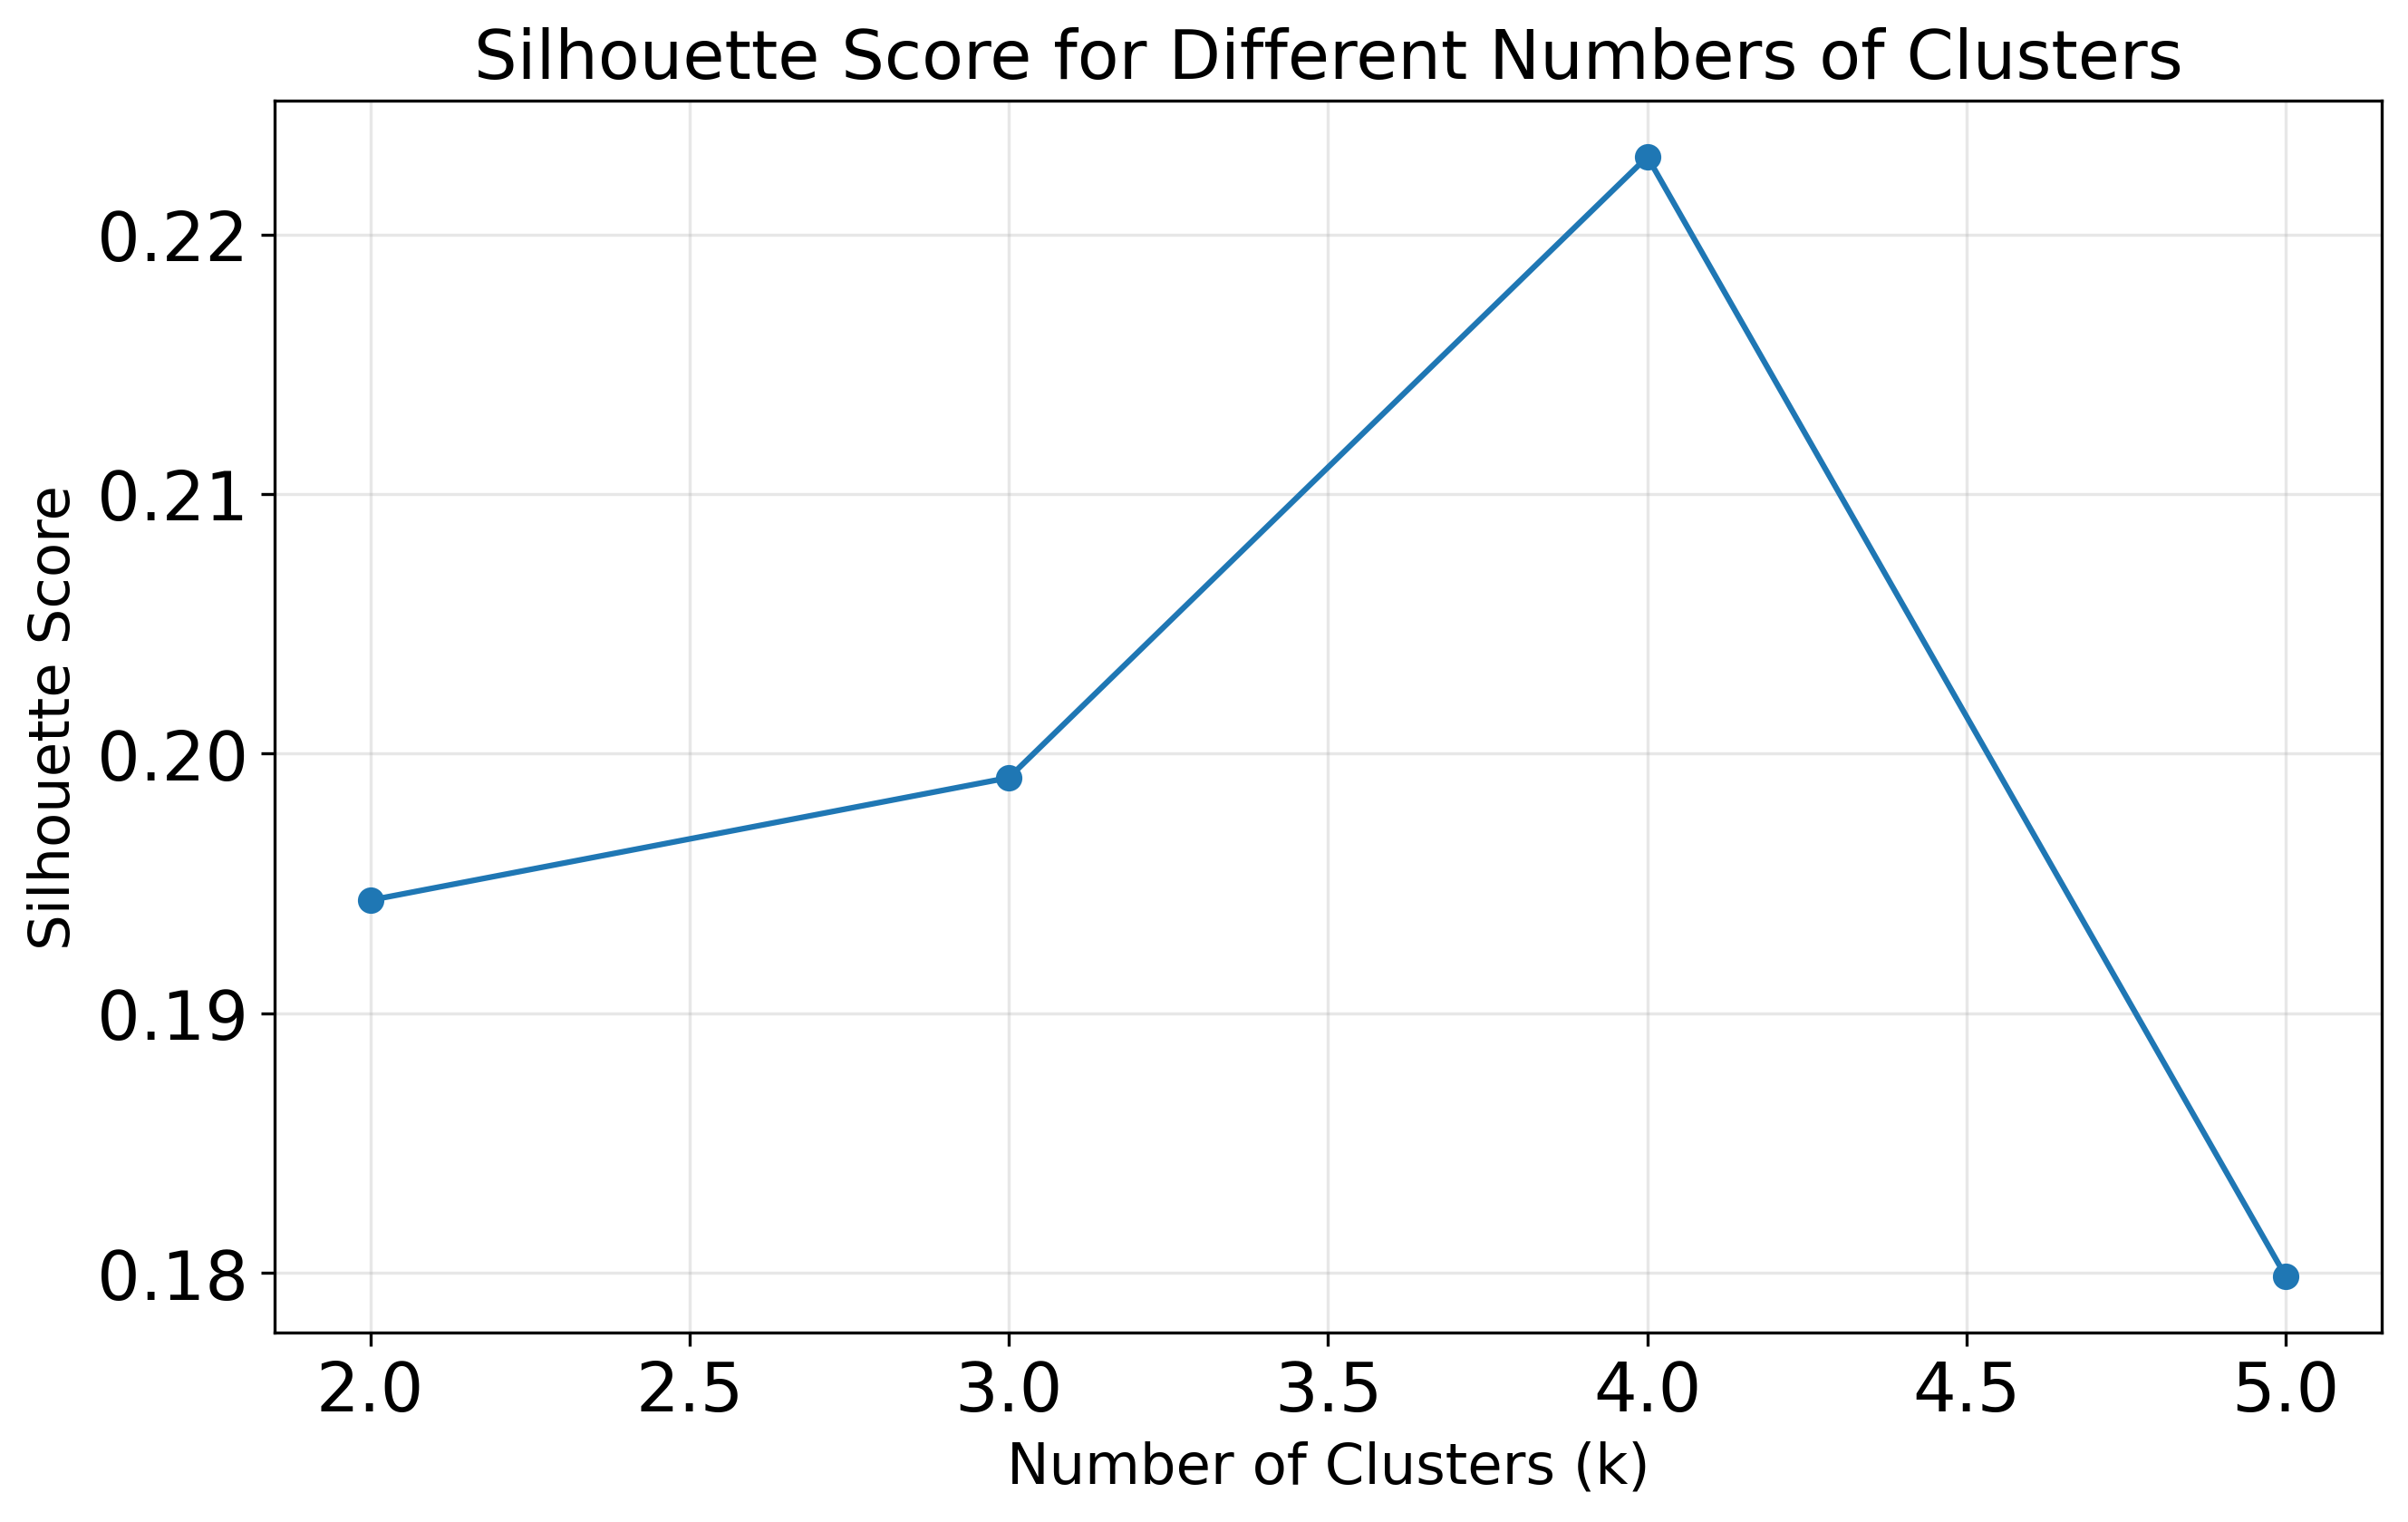 Silhouette Score for Different Numbers of Clusters
Silhouette Score
0.22
0.21
0.20
0.19
0.18
2.0 2.5 3.0 3.5 4.0 4.5 5.0
Number of Clusters (k)